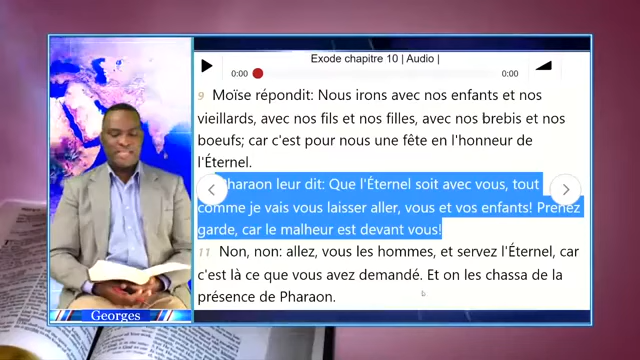 Exode chapitre 10 | Audio |
0:00
0:00
9 Moïse répondit: Nous irons avec nos enfants et nos
vieillards, avec nos fils et nos filles, avec nos brebis et nos
boeufs; car c'est pour nous une fête en l'honneur de
l'Éternel.
Pharaon leur dit: Que l'Éternel soit avec vous, tout
comme je vais vous laisser aller, vous et vos enfants! Prenez
garde, car le malheur est devant vous!
11 Non, non: allez, vous les hommes, et servez l'Éternel, car
c'est là ce que vous avez demandé. Et on les chassa de la
présence de Pharaon.
Georges